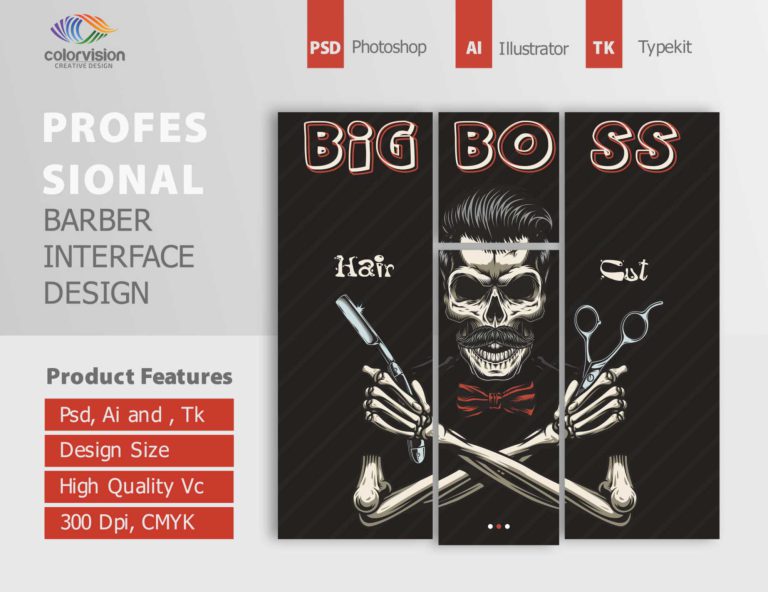 colorvision
CREATIVE DESIGN
PSD Photoshop
AI Illustrator
TK Typekit
PROFES
SIONAL
BARBER
INTERFACE
DESIGN
BiG BO SS
Hair Cut
Product Features
Psd, Ai and , Tk
Design Size
High Quality Vc
300 Dpi, CMYK